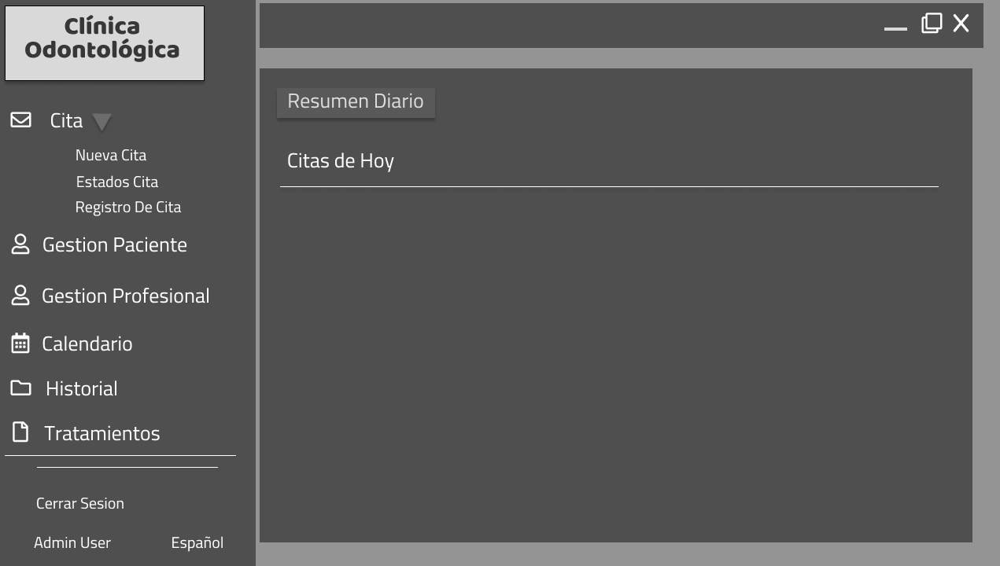 Clínica
Odontológica
Cita
Nueva Cita
Estados Cita
Registro De Cita
Gestion Paciente
Gestion Profesional
Calendario
Historial
Tratamientos
Cerrar Sesion
Admin User
Español
Resumen Diario
Citas de Hoy